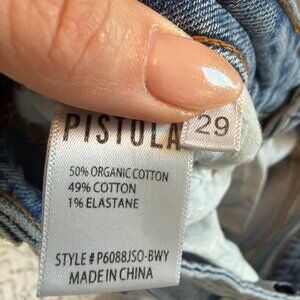 PISTOLA
29
50% ORGANIC COTTON
49% COTTON
1% ELASTANE
STYLE # P6088JSO-BWY
MADE IN CHINA